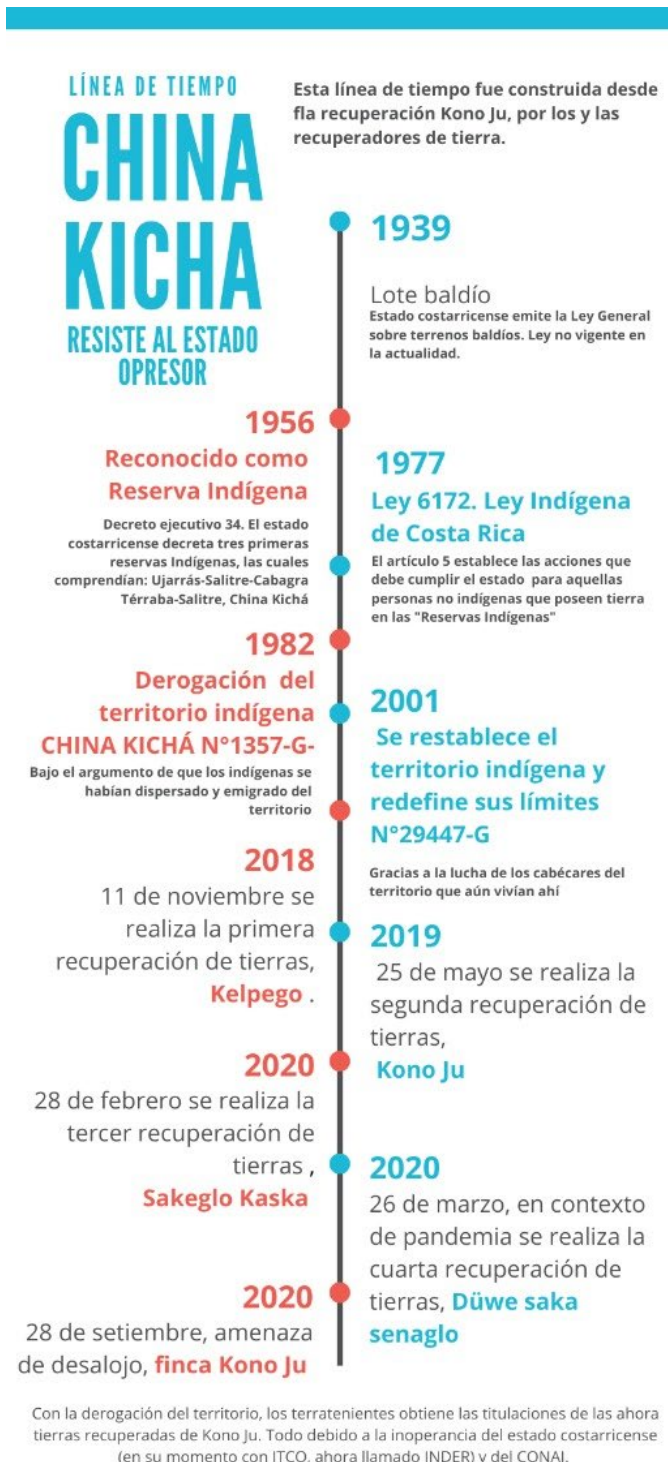 LÍNEA DE TIEMPO
CHINA
KICHA
RESISTE AL ESTADO
OPRESOR
Esta línea de tiempo fue construida desde
fla recuperación Kono Ju, por los y las
recuperadores de tierra.
1939
Lote baldío
Estado costarricense emite la Ley General
sobre terrenos baldíos. Ley no vigente en
la actualidad.
1956
Reconocido como
Reserva Indígena
Decreto ejecutivo 34. El estado
costarricense decreta tres primeras
reservas Indígenas, las cuales
comprendían: Ujarrás-Salitre-Cabagra
Térraba-Salitre, China Kichá
1977
Ley 6172. Ley Indígena
de Costa Rica
El artículo 5 establece las acciones que
debe cumplir el estado para aquellas
personas no indígenas que poseen tierra
en las "Reservas Indígenas"
1982
Derogación del
territorio indígena
CHINA KICHÁ N°1357-G-
Bajo el argumento de que los indígenas se
habían dispersado y emigrado del
territorio
2001
Se restablece el
territorio indígena y
redefine sus límites
N°29447-G
Gracias a la lucha de los cabécares del
territorio que aún vivían ahí
2018
11 de noviembre se
realiza la primera
recuperación de tierras,
Kelpego .
2019
25 de mayo se realiza la
segunda recuperación de
tierras,
Kono Ju
2020
28 de febrero se realiza la
tercer recuperación de
tierras ,
Sakeglo Kaska
2020
26 de marzo, en contexto
de pandemia se realiza la
cuarta recuperación de
tierras, Düwe saka
senaglo
2020
28 de setiembre, amenaza
de desalojo, finca Kono Ju
Con la derogación del territorio, los terratenientes obtiene las titulaciones de las ahora
tierras recuperadas de Kono Ju. Todo debido a la inoperancia del estado costarricense
(en su momento con ITCO, ahora llamado INDER) y del CONAI.